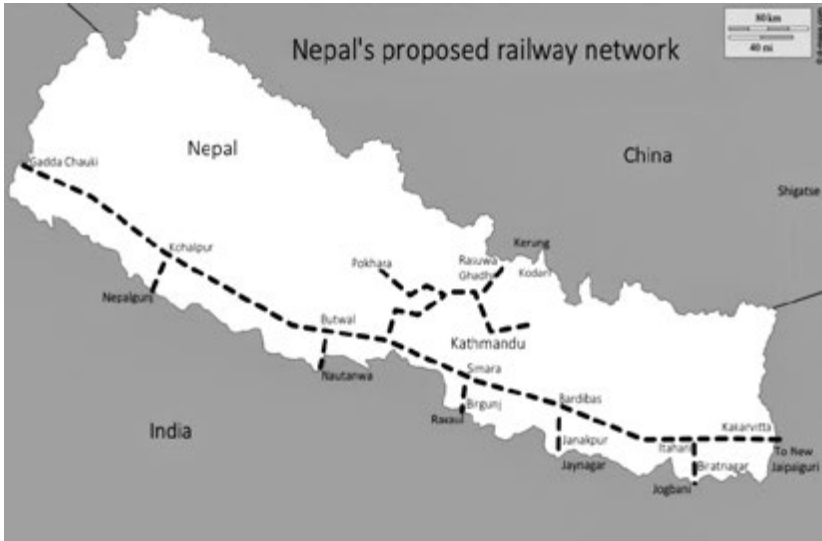 80 km
40 mi
Nepal's proposed railway network
Nepal
China
Gadda Chauki
Shigatse
Kohalpur
Kerung
Pokhara
Rasuwa
Ghadhi
Kodari
Nepalgunj
Butwal
Kathmandu
Simara
Nautanwa
Bardibas
Birgunj
Raxaul
India
Kakarvitta
Janakpur
Itahari
To New
Jaipaiguri
Jaynagar
Biratnagar
Jogbani